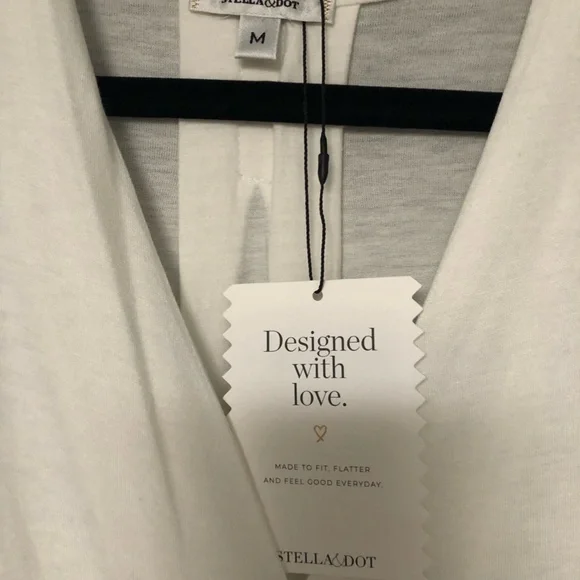 STELLA&DOT
M
Designed
with
love.
MADE TO FIT, FLATTER
AND FEEL GOOD EVERYDAY.
STELLA&DOT